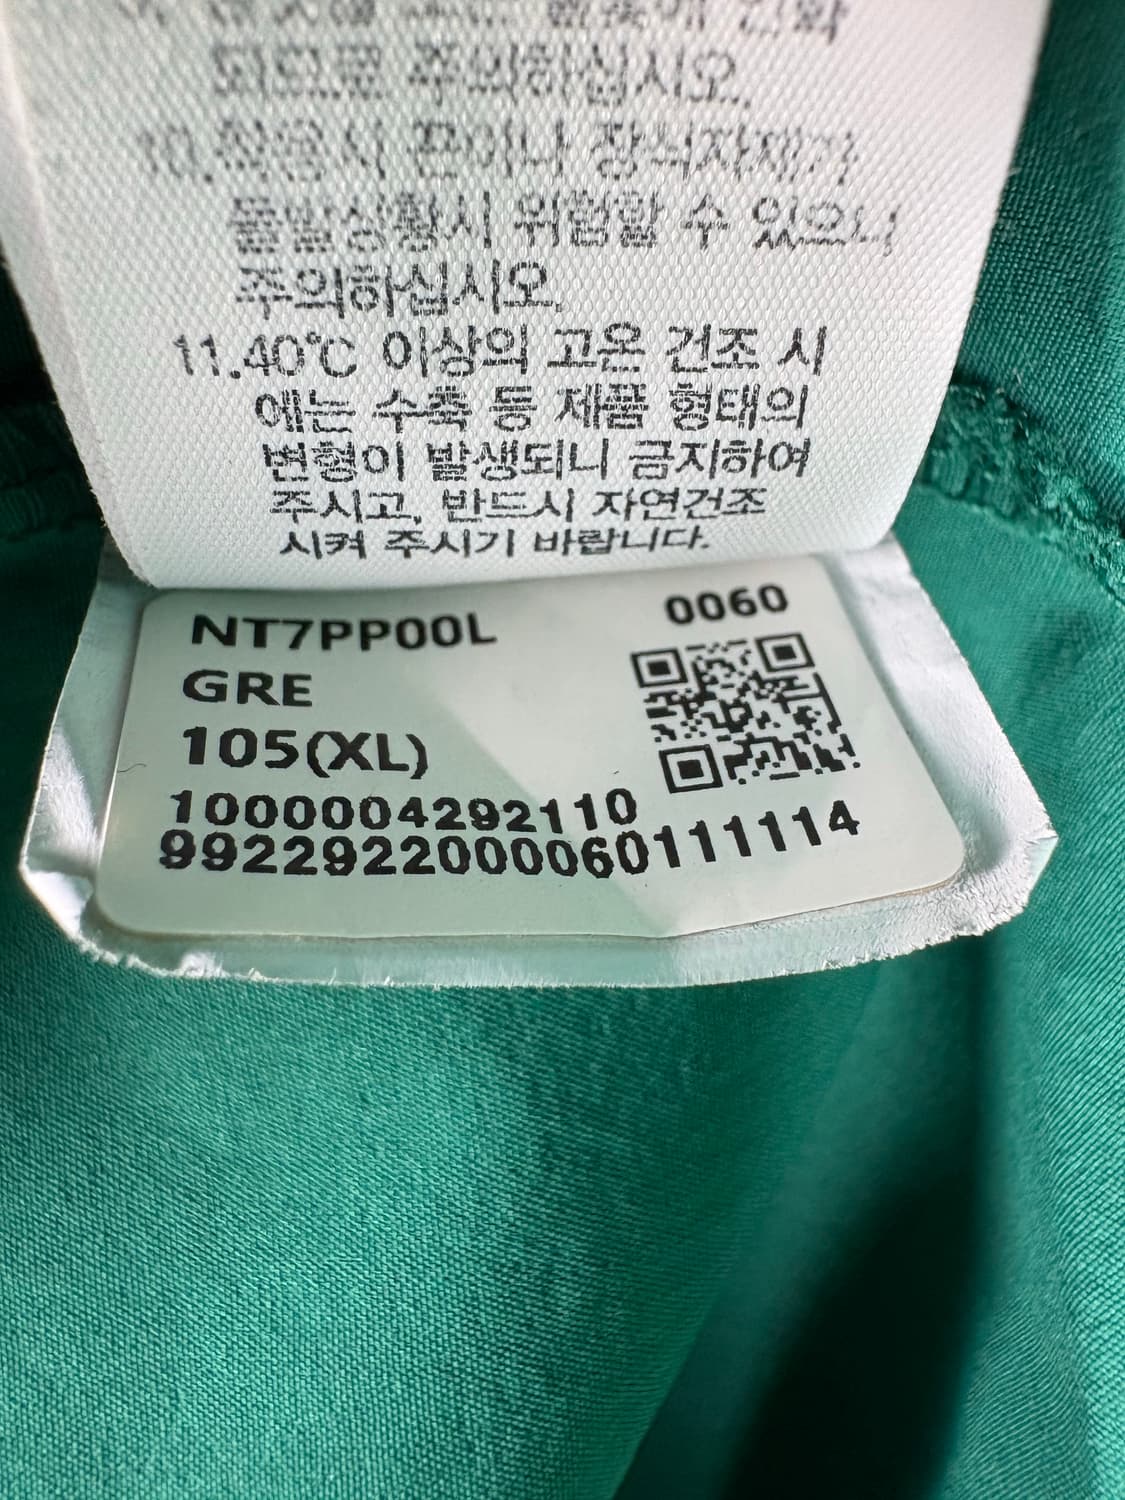 되므로 주의하십시오.
10.착용시 끈이나 장식자재가
돌발상황시 위험할 수 있으니
주의하십시오.
11.40℃ 이상의 고온 건조 시
에는 수축 등 제품 형태의
변형이 발생되니 금지하여
주시고, 반드시 자연건조
시켜 주시기 바랍니다.
NT7PP00L
0060
GRE
105(XL)
1000004292110
9922922000060111114